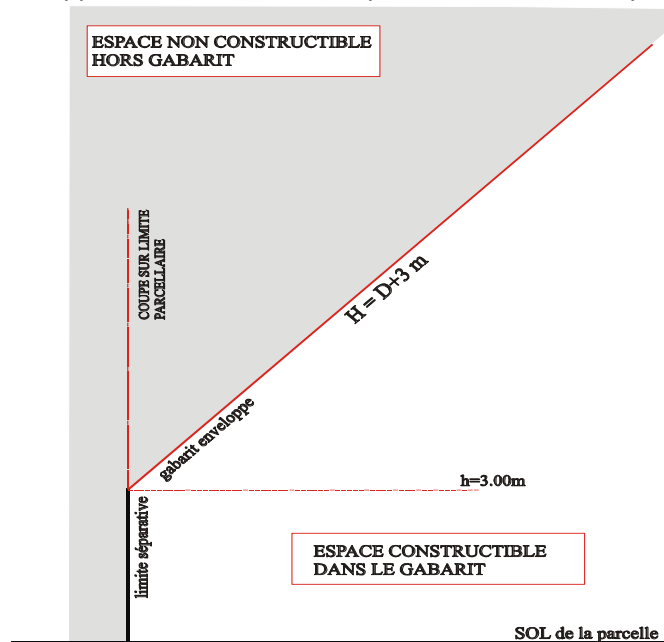 ESPACE NON CONSTRUCTIBLE
HORS GABARIT
COUPE SUR LIMITE
PARCELLAIRE
H = D+3 m
gabarit enveloppe
h=3.00m
limite séparative
ESPACE CONSTRUCTIBLE
DANS LE GABARIT
SOL de la parcelle